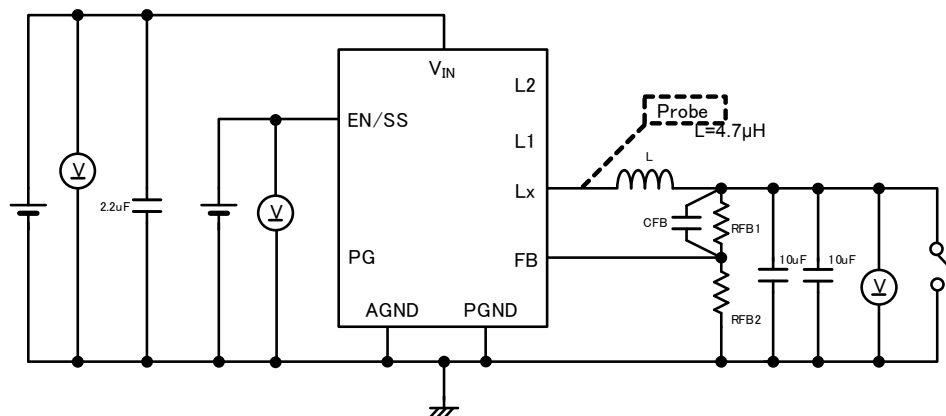 VIN
L2
EN/SS
L1
Probe
L=4.7μH
L
Lx
V
2.2uF
V
CFB
RFB1
PG
FB
10uF
10uF
V
RFB2
AGND
PGND